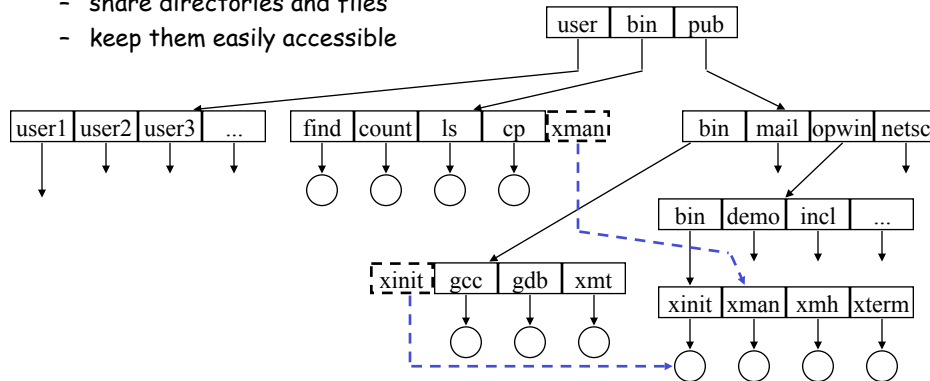 – share directories and files
– keep them easily accessible
user bin pub
user1 user2 user3 ... find count ls cp xman bin mail opwin netsc
bin demo incl ...
xinit gcc gdb xmt
xinit xman xmh xterm